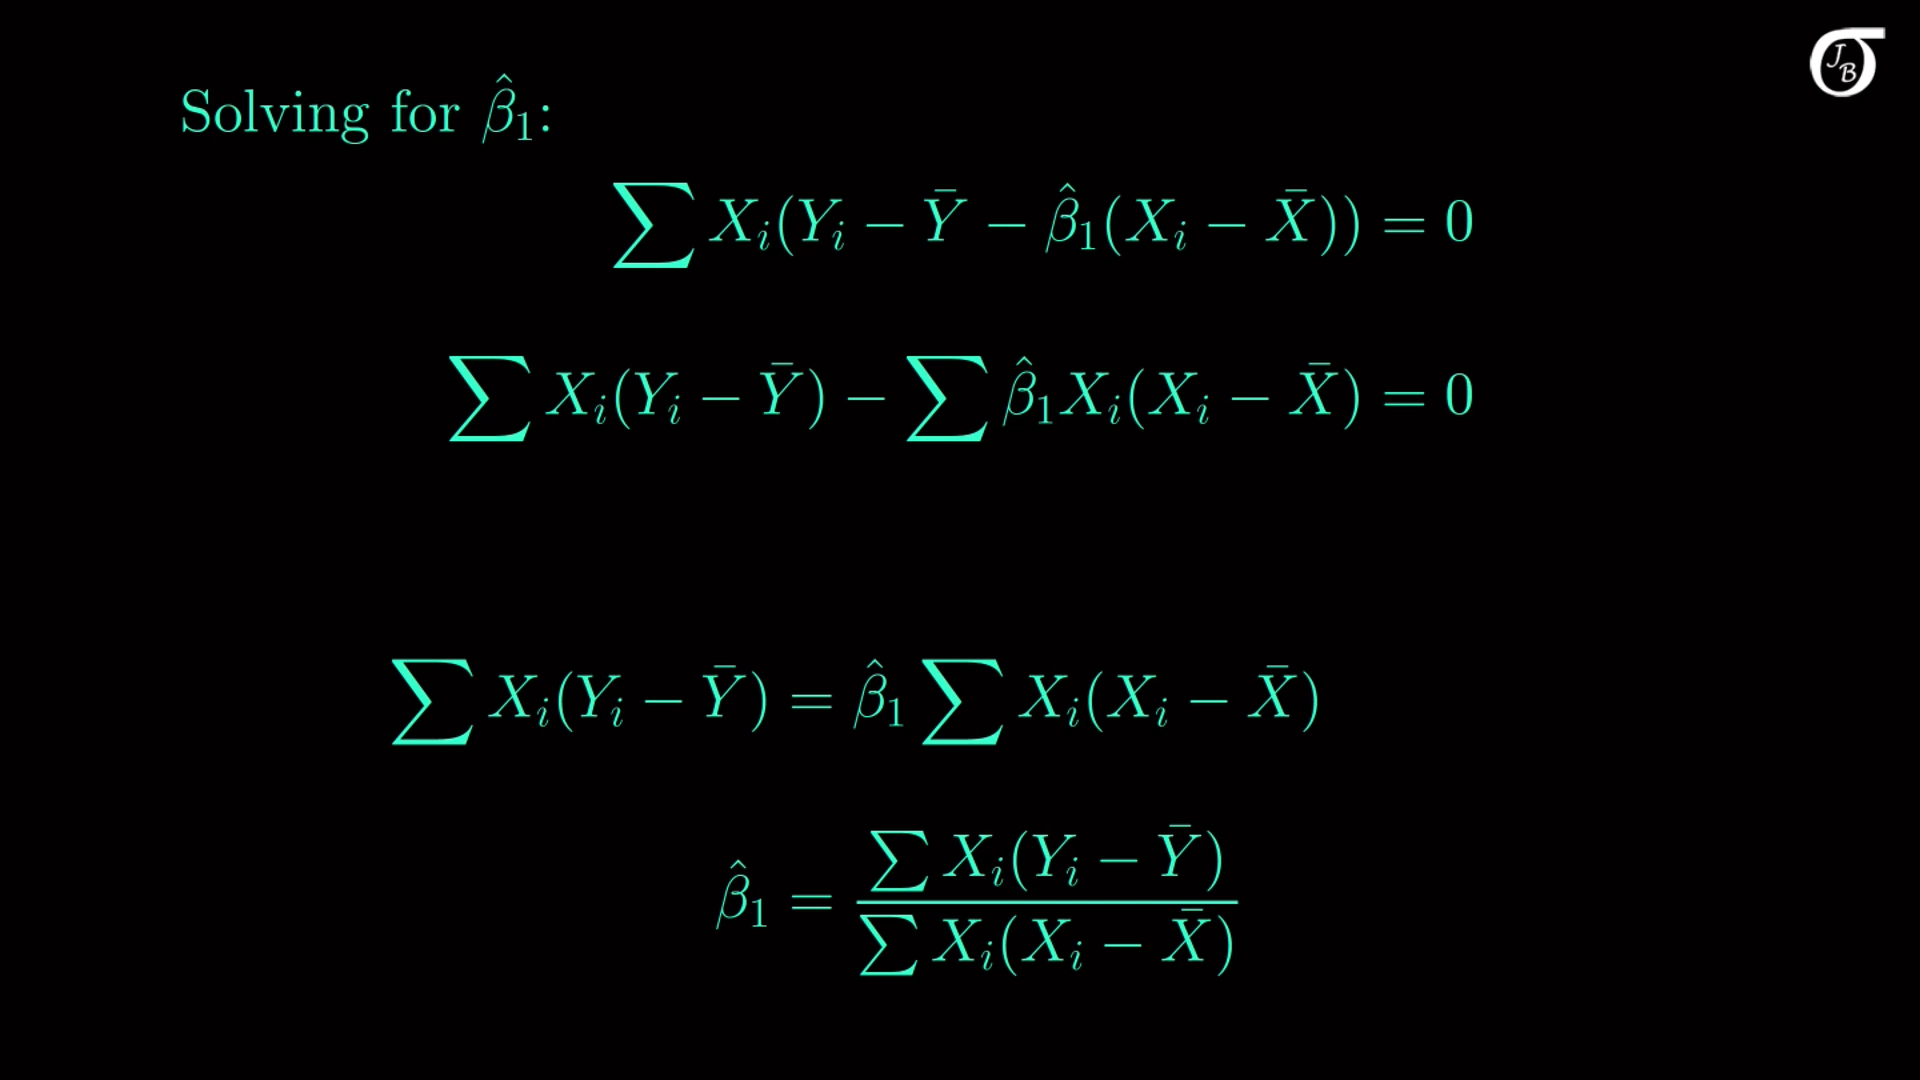 Solving for β̂₁:
∑ Xᵢ(Yᵢ − Ȳ − β̂₁(Xᵢ − X̄)) = 0
∑ Xᵢ(Yᵢ − Ȳ) − ∑ β̂₁Xᵢ(Xᵢ − X̄) = 0
∑ Xᵢ(Yᵢ − Ȳ) = β̂₁ ∑ Xᵢ(Xᵢ − X̄)
β̂₁ = ∑ Xᵢ(Yᵢ − Ȳ) / ∑ Xᵢ(Xᵢ − X̄)
JB